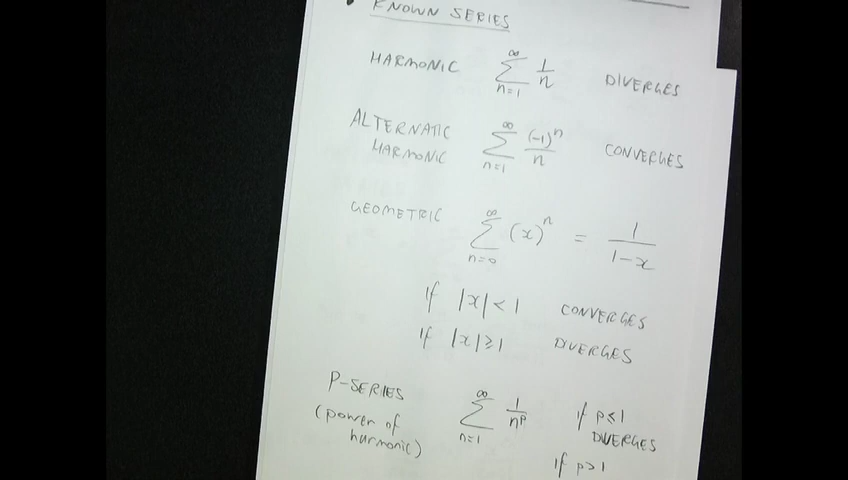 • KNOWN SERIES
HARMONIC ∞∑n=1 1/n DIVERGES
ALTERNATIC
HARMONIC ∞∑n=1 (-1)^n/n CONVERGES
GEOMETRIC ∞∑n=0 (x)^n = 1/(1-x)
if |x| < 1 CONVERGES
if |x| ≥ 1 DIVERGES
P-SERIES ∞∑n=1 1/n^p if p≤1
(power of DIVERGES
harmonic)
if p>1